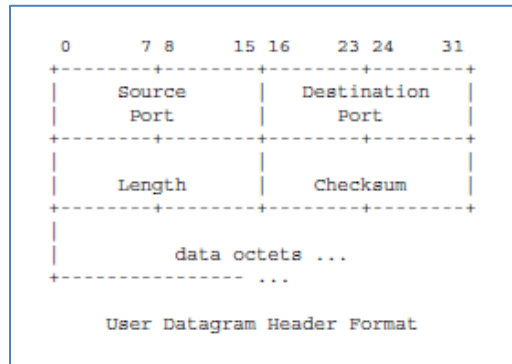 0 7 8 15 16 23 24 31
+--------+--------+--------+--------+
| Source | Destination |
| Port | Port |
+--------+--------+--------+--------+
| | |
| Length | Checksum |
+--------+--------+--------+--------+
|
| data octets ...
+---------------- ...
User Datagram Header Format